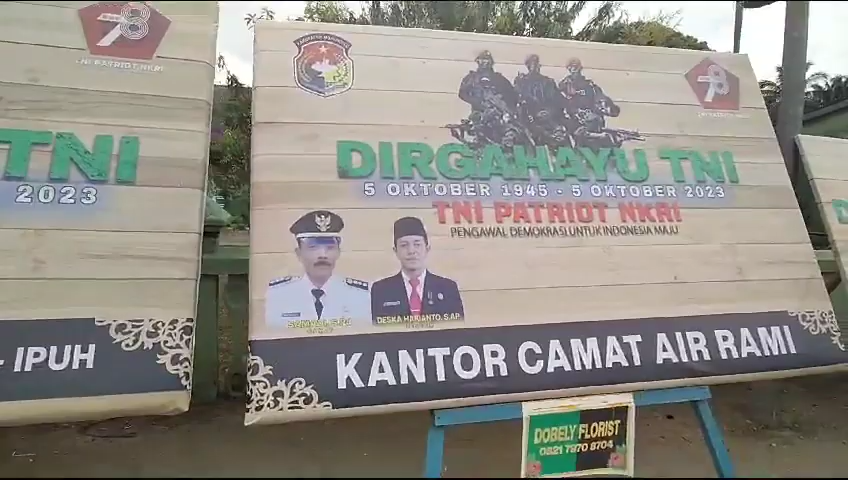 78
TNI PATRIOT NKRI
TNI
2023
- IPUH
78
DIRGAHAYU TNI
5 OKTOBER 1945 - 5 OKTOBER 2023
TNI PATRIOT NKRI
PENGAWAL DEMOKRASI UNTUK INDONESIA MAJU
DESKA HARIANTO, S.AP
KANTOR CAMAT AIR RAMI
DOBELY FLORIST
0821 7970 8704